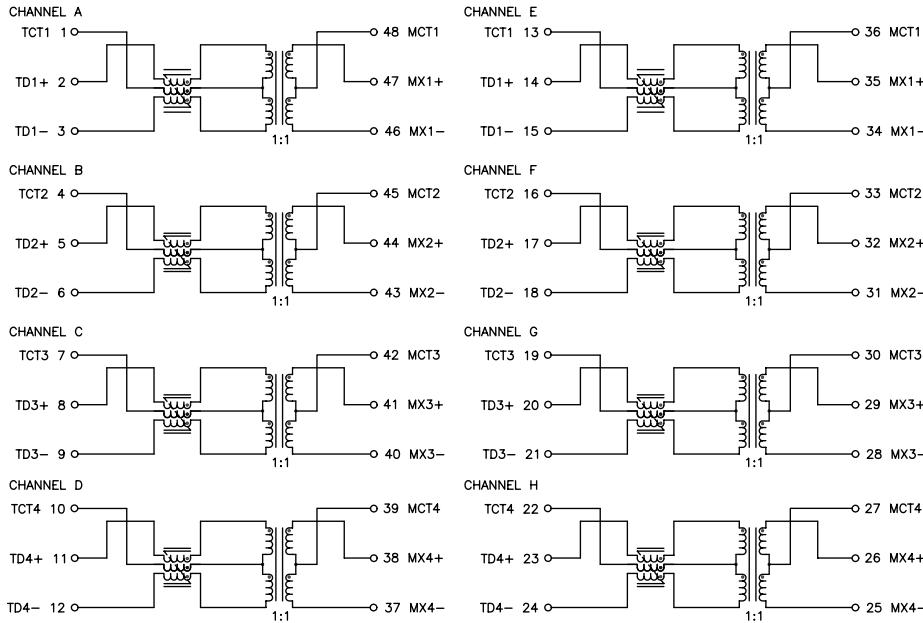 CHANNEL A
TCT1 1
48 MCT1
TD1+ 2
47 MX1+
TD1− 3
46 MX1−
1:1
CHANNEL B
TCT2 4
45 MCT2
TD2+ 5
44 MX2+
TD2− 6
43 MX2−
1:1
CHANNEL C
TCT3 7
42 MCT3
TD3+ 8
41 MX3+
TD3− 9
40 MX3−
1:1
CHANNEL D
TCT4 10
39 MCT4
TD4+ 11
38 MX4+
TD4− 12
37 MX4−
1:1
CHANNEL E
TCT1 13
36 MCT1
TD1+ 14
35 MX1+
TD1− 15
34 MX1−
1:1
CHANNEL F
TCT2 16
33 MCT2
TD2+ 17
32 MX2+
TD2− 18
31 MX2−
1:1
CHANNEL G
TCT3 19
30 MCT3
TD3+ 20
29 MX3+
TD3− 21
28 MX3−
1:1
CHANNEL H
TCT4 22
27 MCT4
TD4+ 23
26 MX4+
TD4− 24
25 MX4−
1:1